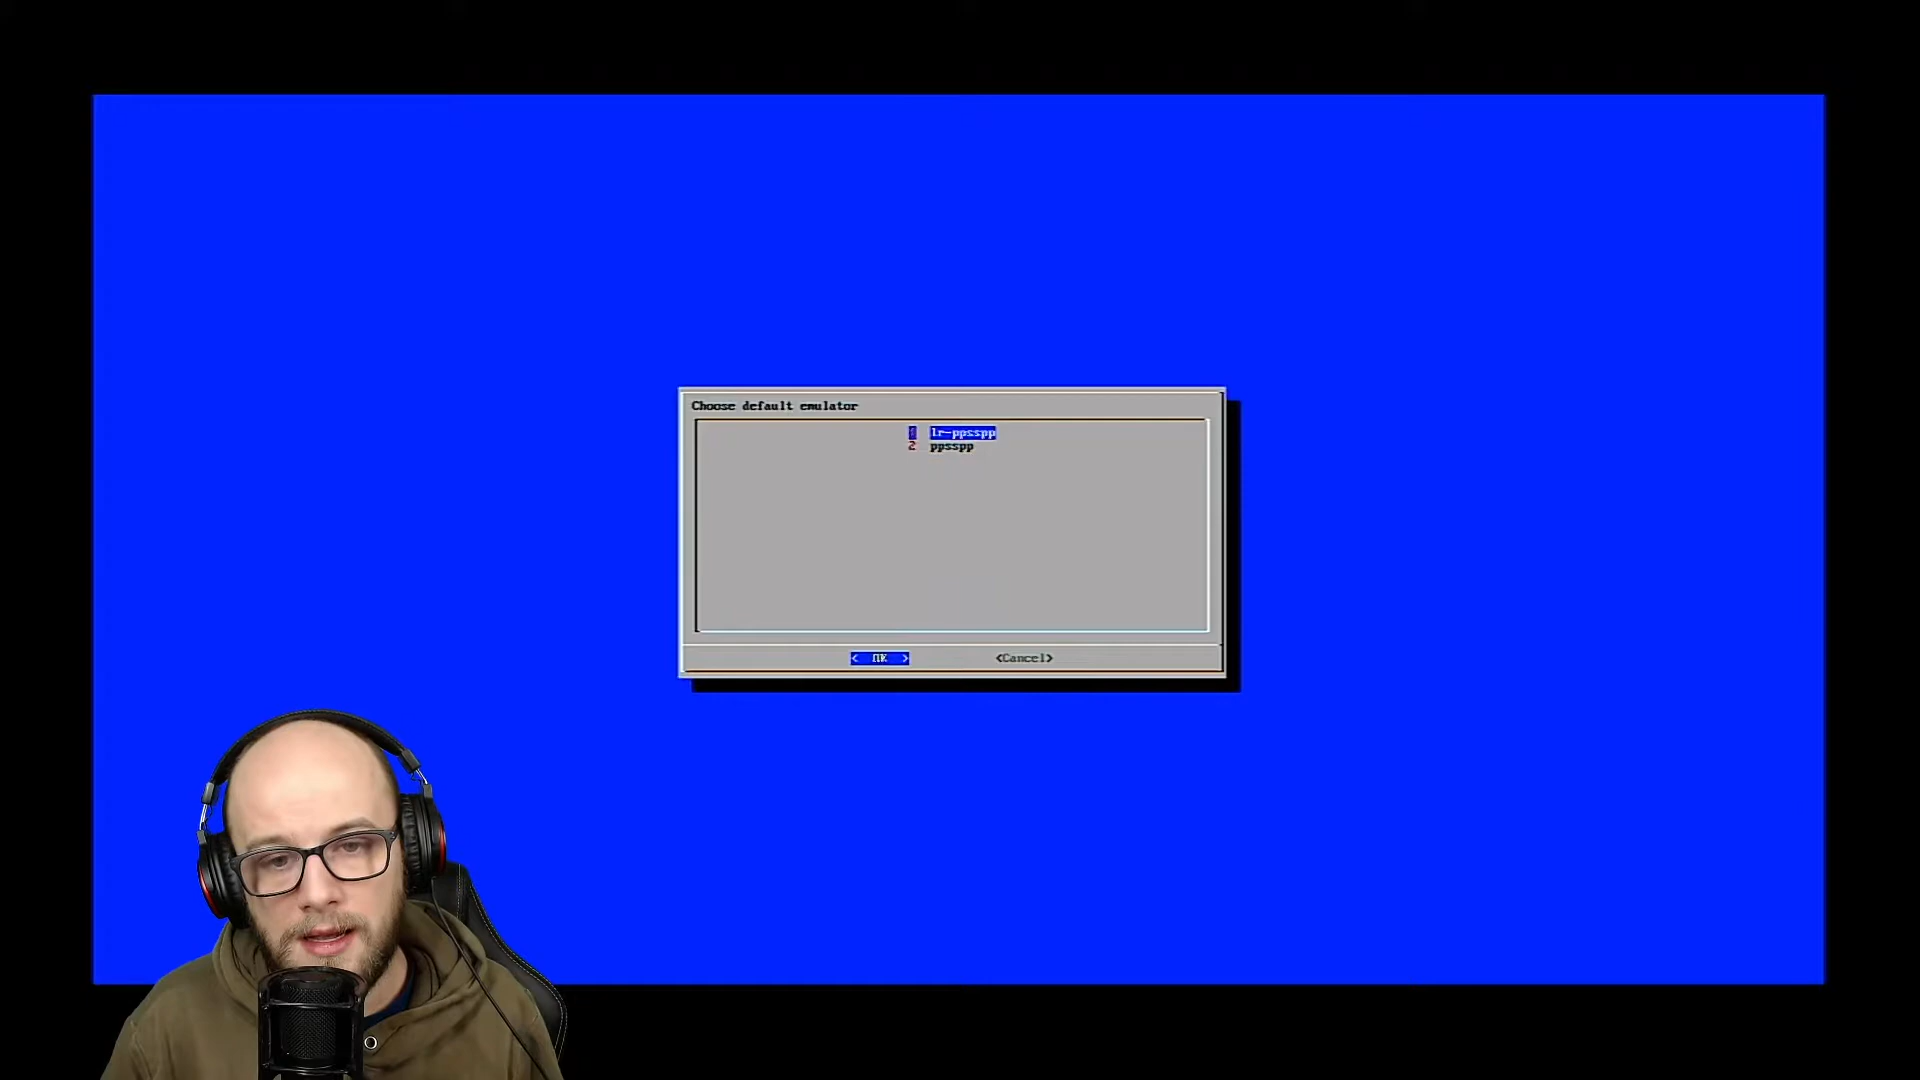 Choose default emulator
1 lr-ppsspp
2 ppsspp
< OK >
<Cancel>